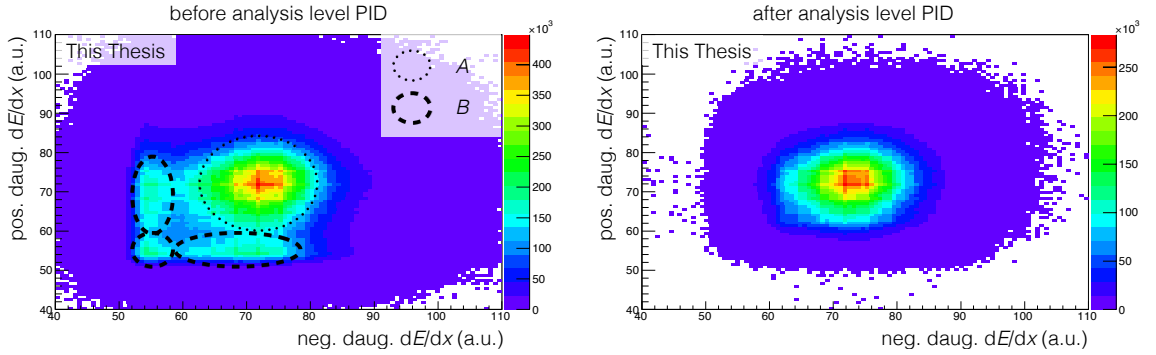 before analysis level PID
This Thesis
A
B
×10³
400
350
300
250
200
150
100
50
0
110
100
90
80
70
60
50
40
pos. daug. dE/dx (a.u.)
40 50 60 70 80 90 100 110
neg. daug. dE/dx (a.u.)
after analysis level PID
This Thesis
×10³
250
200
150
100
50
0
110
100
90
80
70
60
50
40
pos. daug. dE/dx (a.u.)
40 50 60 70 80 90 100 110
neg. daug. dE/dx (a.u.)